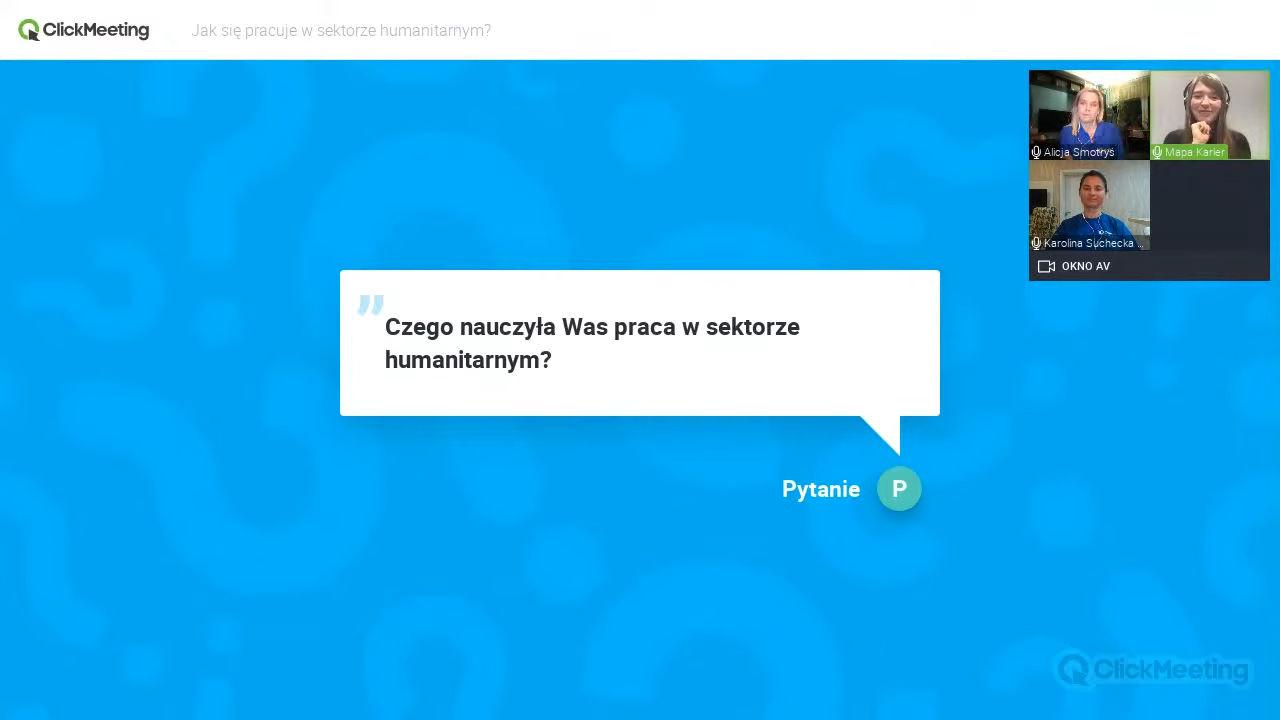 ClickMeeting
Jak się pracuje w sektorze humanitarnym?
Alicja Smotryś
Mapa Karier
Karolina Suchecka ...
OKNO AV
”
Czego nauczyła Was praca w sektorze
humanitarnym?
Pytanie P
ClickMeeting